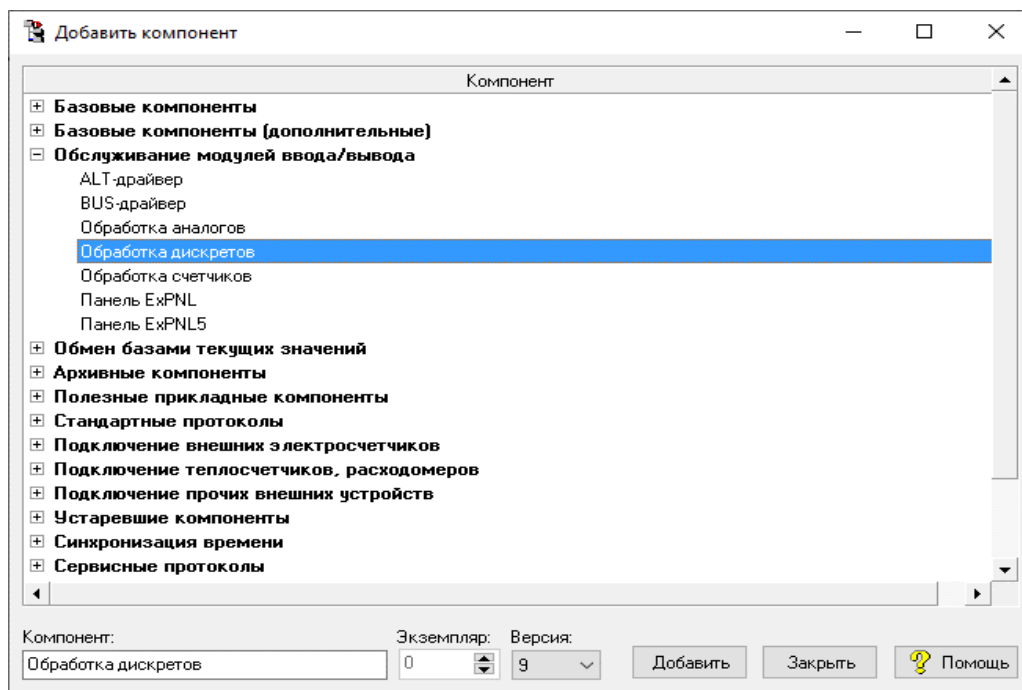 Добавить компонент
Компонент
Базовые компоненты
Базовые компоненты (дополнительные)
Обслуживание модулей ввода/вывода
ALT-драйвер
BUS-драйвер
Обработка аналогов
Обработка дискретов
Обработка счетчиков
Панель ExPNL
Панель ExPNL5
Обмен базами текущих значений
Архивные компоненты
Полезные прикладные компоненты
Стандартные протоколы
Подключение внешних электросчетчиков
Подключение теплосчетчиков, расходомеров
Подключение прочих внешних устройств
Устаревшие компоненты
Синхронизация времени
Сервисные протоколы
Компонент: Экземпляр: Версия:
Обработка дискретов 0 9 Добавить Закрыть Помощь